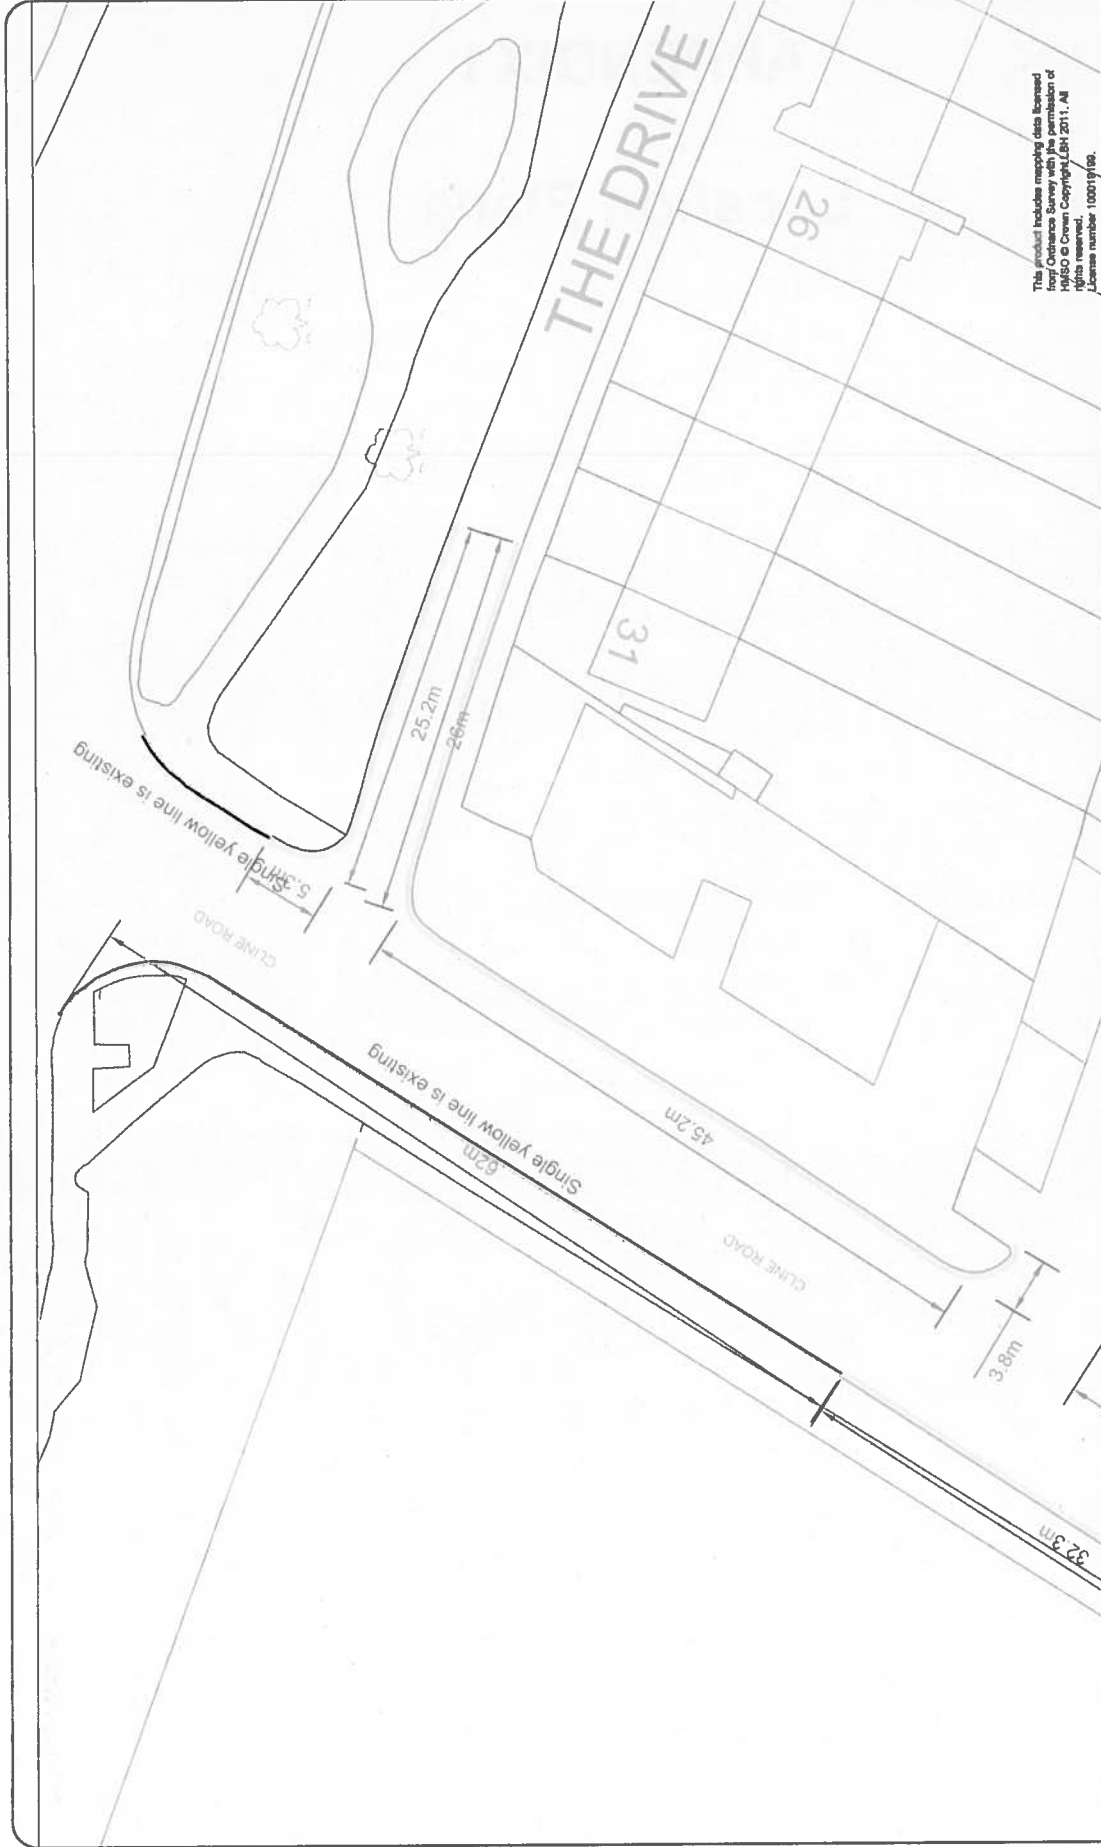 THE DRIVE
26
31
This product includes mapping data licensed
from Ordnance Survey with the permission of
HMSO © Crown Copyright LBH 2011. All
rights reserved.
License number 100019199.
25.2m
26m
Single yellow line is existing
5.3m
CLINE ROAD
Single yellow line is existing
62m
45.2m
CLINE ROAD
3.8m
32.3m